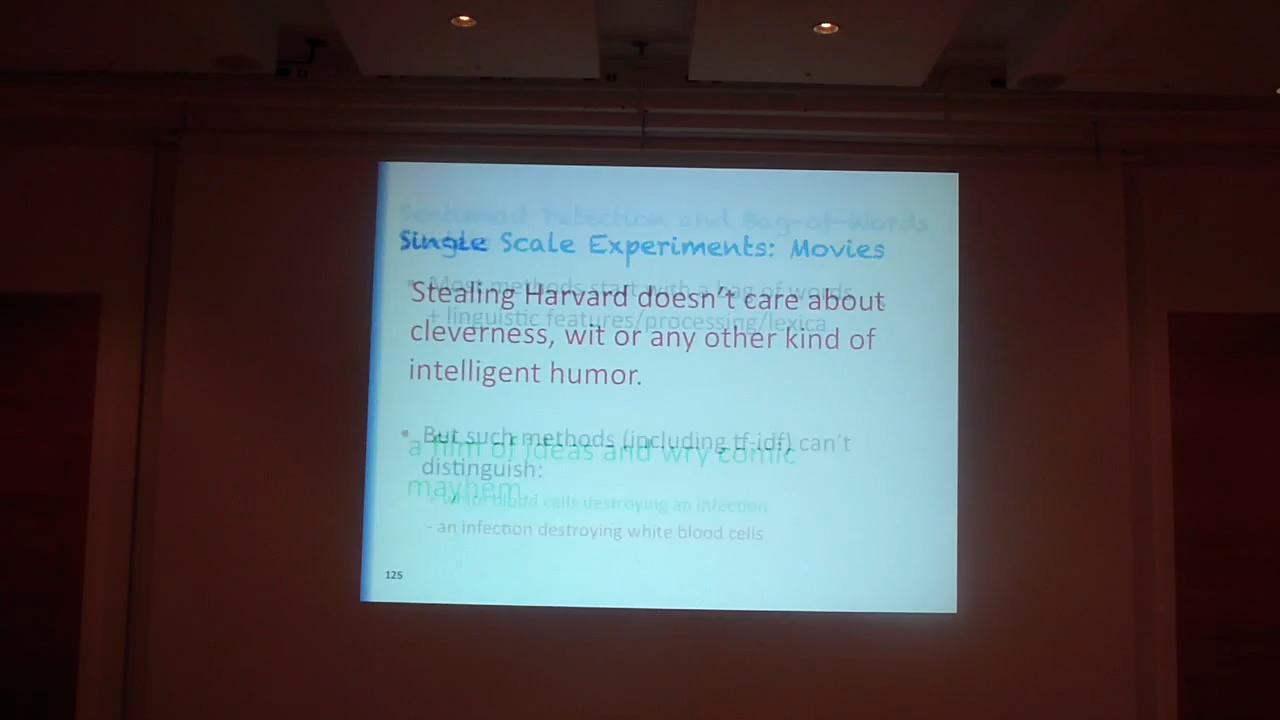 Sentiment Detection and Bag-of-Words
Single Scale Experiments: Movies
• Most methods start with a bag of words
+ linguistic features/processing/lexica
Stealing Harvard doesn't care about
cleverness, wit or any other kind of
intelligent humor.
• But such methods (including tf-idf) can't
distinguish:
a film of ideas and wry comic
mayhem.
+ white blood cells destroying an infection
- an infection destroying white blood cells
125